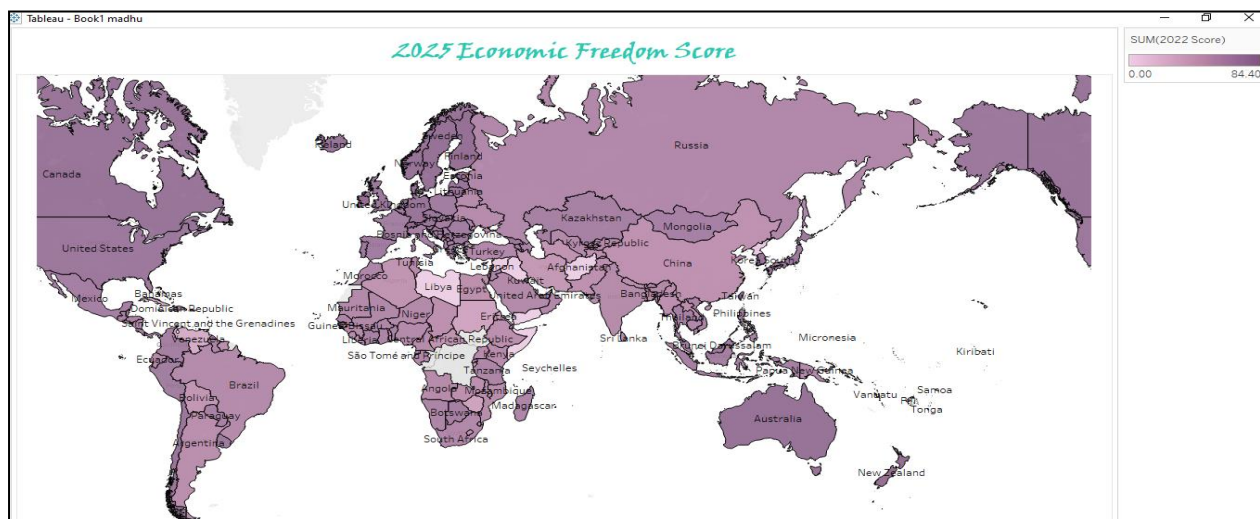 Tableau - Book1 madhu
2025 Economic Freedom Score
SUM(2022 Score)
0.00 84.40
Iceland
Sweden
Russia
Norway
Finland
Estonia
Canada
Lithuania
United Kingdom
Slovakia
Kazakhstan
Mongolia
Bosnia and Herzegovina
United States
Kyrgyz Republic
Turkey
Tunisia
Korea South
Lebanon
Afghanistan
China
Morocco
Kuwait
Libya
Egypt
Bahamas
United Arab Emirates
Bangladesh
Taiwan
Mexico
Mauritania
Dominican Republic
Niger
Philippines
Thailand
Saint Vincent and the Grenadines
Guinea-Bissau
Eritrea
Venezuela
Liberia
Central African Republic
Sri Lanka
Micronesia
Brunei Darussalam
Ecuador
São Tomé and Príncipe
Kenya
Kiribati
Tanzania
Seychelles
Papua New Guinea
Brazil
Angola
Mozambique
Samoa
Bolivia
Vanuatu
Fiji
Madagascar
Tonga
Paraguay
Botswana
Australia
Argentina
South Africa
New Zealand